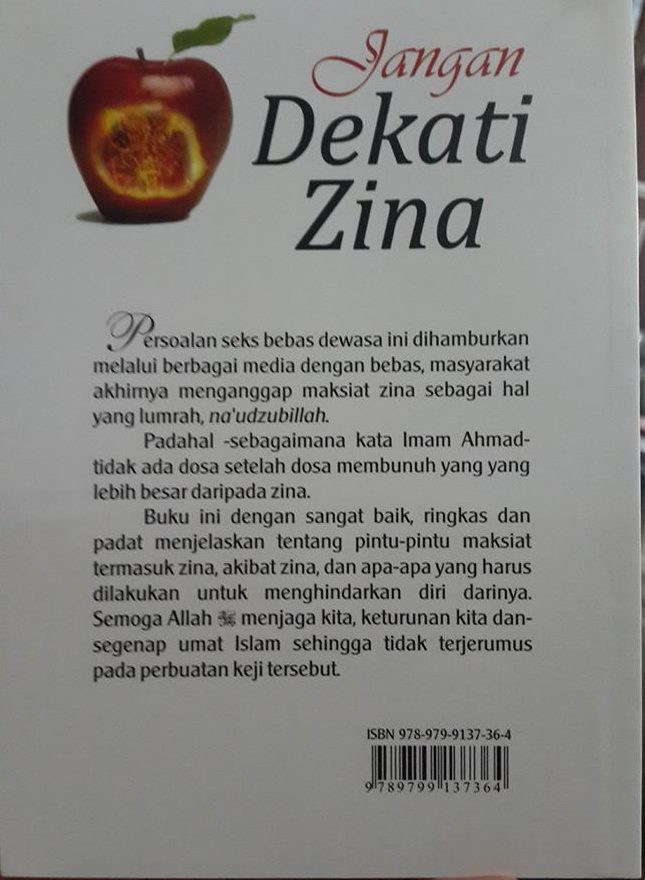 Jangan
Dekati
Zina
Persoalan seks bebas dewasa ini dihamburkan
melalui berbagai media dengan bebas, masyarakat
akhirnya menganggap maksiat zina sebagai hal
yang lumrah, na'udzubillah.
Padahal -sebagaimana kata Imam Ahmad-
tidak ada dosa setelah dosa membunuh yang yang
lebih besar daripada zina.
Buku ini dengan sangat baik, ringkas dan
padat menjelaskan tentang pintu-pintu maksiat
termasuk zina, akibat zina, dan apa-apa yang harus
dilakukan untuk menghindarkan diri darinya.
Semoga Allah ﷻ menjaga kita, keturunan kita dan-
segenap umat Islam sehingga tidak terjerumus
pada perbuatan keji tersebut.
ISBN 978-979-9137-36-4
9 789799 137364